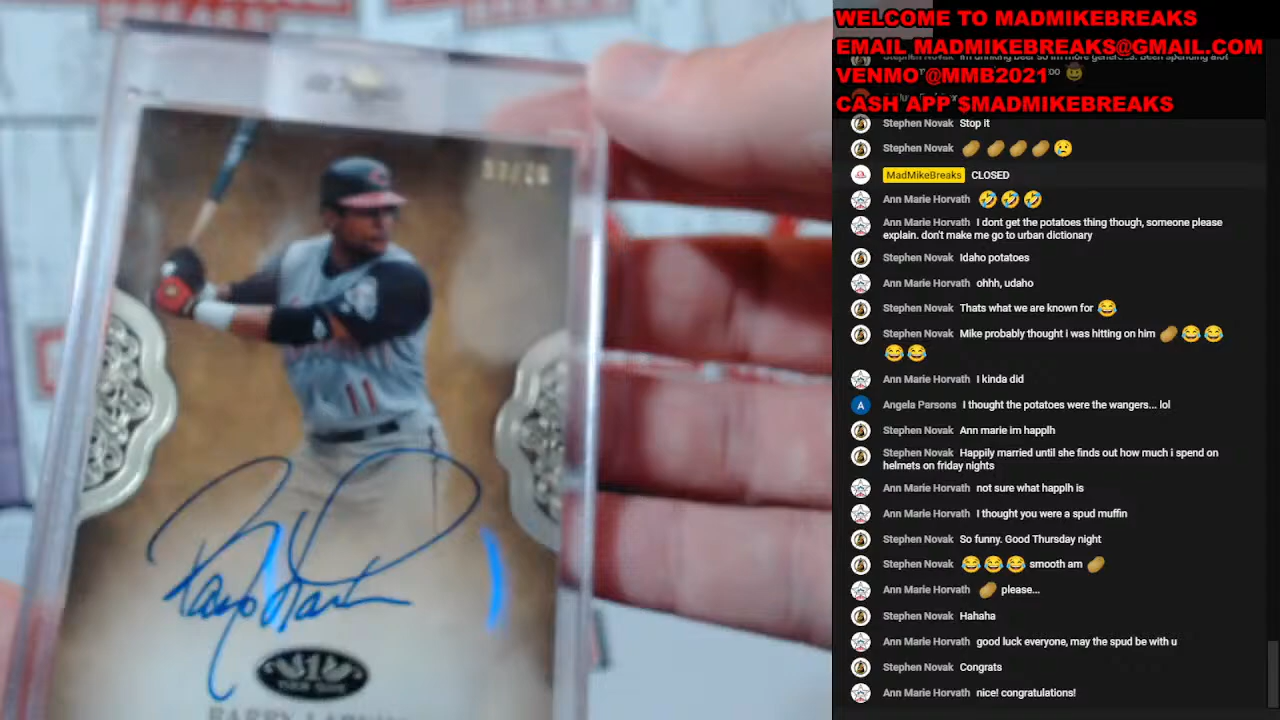 WELCOME TO MADMIKEBREAKS
EMAIL MADMIKEBREAKS@GMAIL.COM
VENMO @MMB2021
CASH APP $MADMIKEBREAKS
Stephen Novak Stop it
Stephen Novak 🥔 🥔 🥔 🥔 😢
MadMikeBreaks CLOSED
Ann Marie Horvath 🤣 🤣 🤣
Ann Marie Horvath I dont get the potatoes thing though, someone please
explain. don't make me go to urban dictionary
Stephen Novak Idaho potatoes
Ann Marie Horvath ohhh, udaho
Stephen Novak Thats what we are known for 😂
Stephen Novak Mike probably thought i was hitting on him 🥔 😂 😂
😂 😂
Ann Marie Horvath I kinda did
A Angela Parsons I thought the potatoes were the wangers... lol
Stephen Novak Ann marie im happlh
Stephen Novak Happily married until she finds out how much i spend on
helmets on friday nights
Ann Marie Horvath not sure what happlh is
Ann Marie Horvath I thought you were a spud muffin
Stephen Novak So funny. Good Thursday night
Stephen Novak 😂 😂 😂 smooth am 🥔
Ann Marie Horvath 🥔 please...
Stephen Novak Hahaha
Ann Marie Horvath good luck everyone, may the spud be with u
Stephen Novak Congrats
Ann Marie Horvath nice! congratulations!
11
Barry Larkin